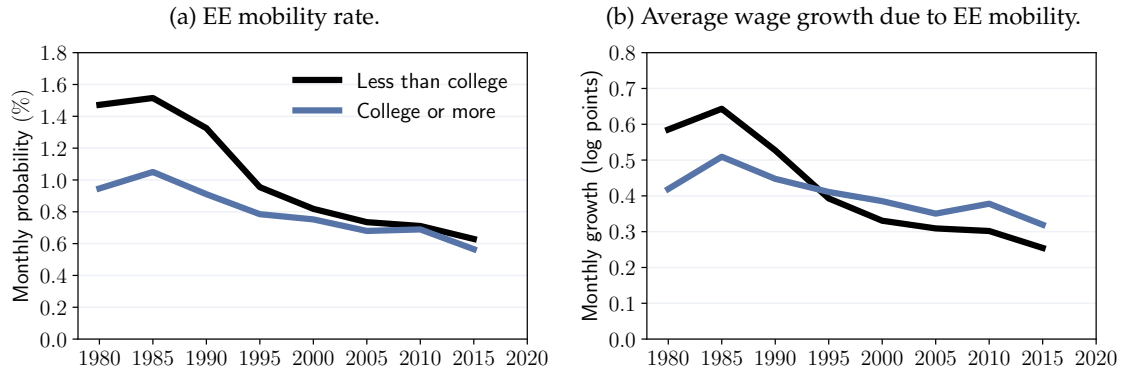 (a) EE mobility rate.
Monthly probability (%)
1.8
1.6
1.4
1.2
1.0
0.8
0.6
0.4
0.2
0.0
Less than college
College or more
1980 1985 1990 1995 2000 2005 2010 2015 2020
(b) Average wage growth due to EE mobility.
Monthly growth (log points)
0.8
0.7
0.6
0.5
0.4
0.3
0.2
0.1
0.0
1980 1985 1990 1995 2000 2005 2010 2015 2020